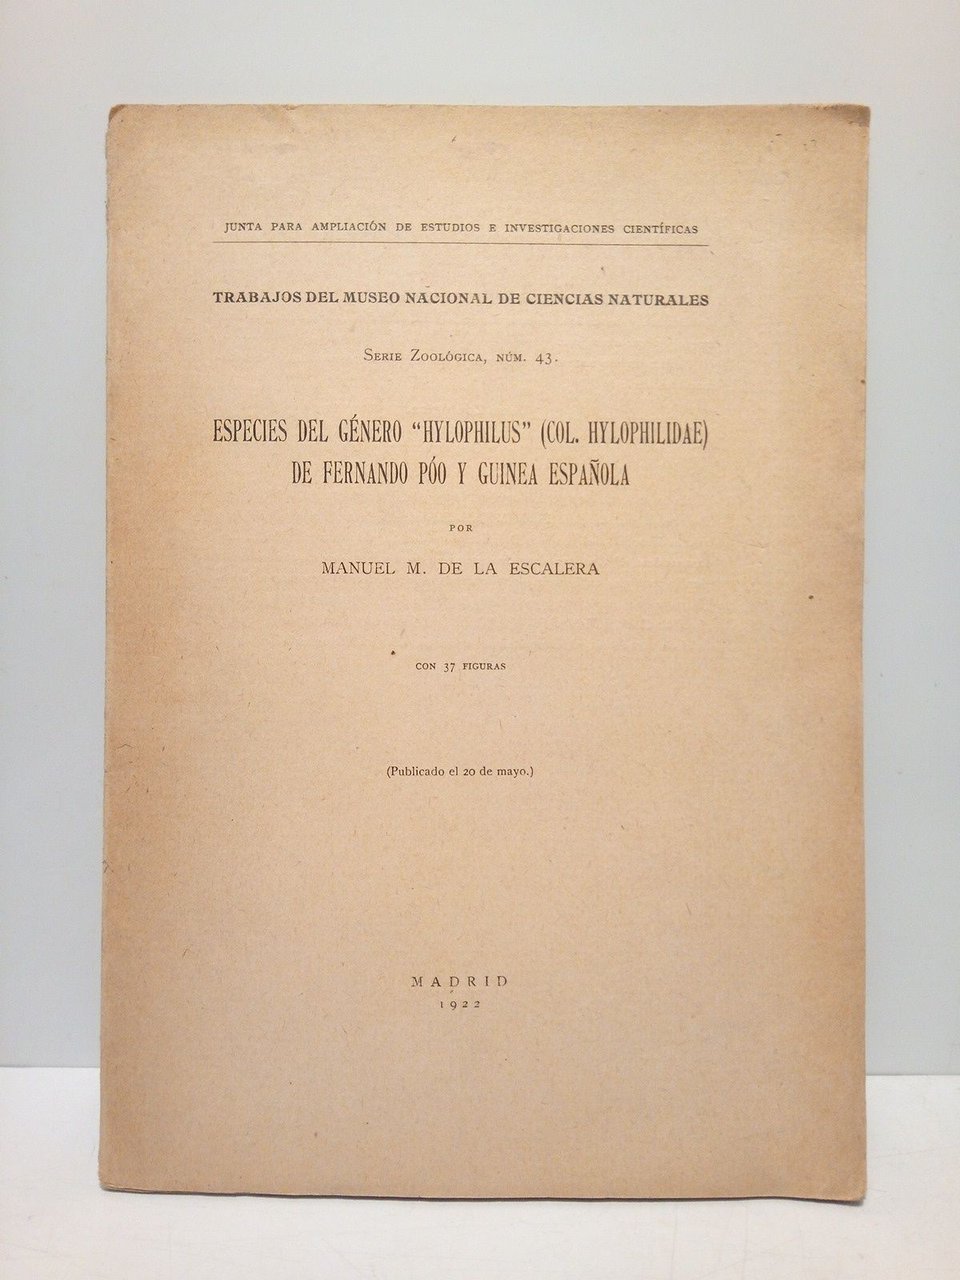 JUNTA PARA AMPLIACIÓN DE ESTUDIOS E INVESTIGACIONES CIENTÍFICAS
TRABAJOS DEL MUSEO NACIONAL DE CIENCIAS NATURALES
SERIE ZOOLÓGICA, NÚM. 43.
ESPECIES DEL GÉNERO "HYLOPHILUS" (COL. HYLOPHILIDAE)
DE FERNANDO PÓO Y GUINEA ESPAÑOLA
POR
MANUEL M. DE LA ESCALERA
CON 37 FIGURAS
(Publicado el 20 de mayo.)
MADRID
1922